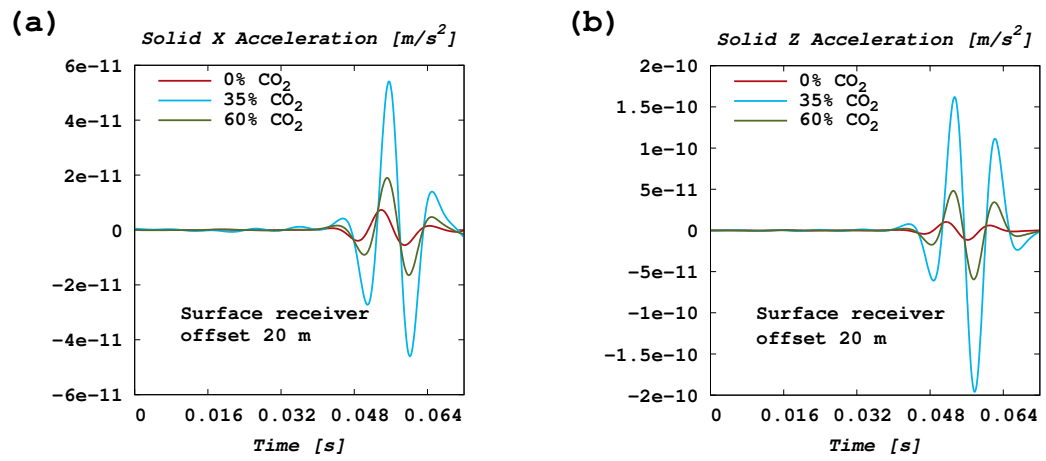 (a)
Solid X Acceleration [m/s²]
6e−11
4e−11
2e−11
0
−2e−11
−4e−11
−6e−11
0% CO₂
35% CO₂
60% CO₂
Surface receiver
offset 20 m
0 0.016 0.032 0.048 0.064
Time [s]
(b)
Solid Z Acceleration [m/s²]
2e−10
1.5e−10
1e−10
5e−11
0
−5e−11
−1e−10
−1.5e−10
−2e−10
0% CO₂
35% CO₂
60% CO₂
Surface receiver
offset 20 m
0 0.016 0.032 0.048 0.064
Time [s]